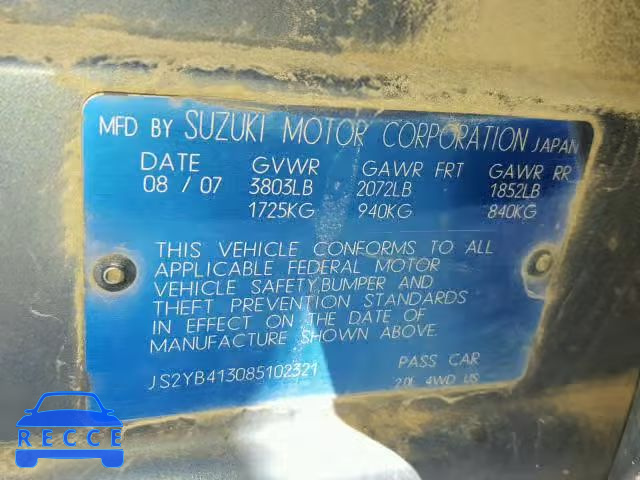 MFD BY SUZUKI MOTOR CORPORATION JAPAN
DATE GVWR GAWR FRT GAWR RR
08 / 07 3803LB 2072LB 1852LB
1725KG 940KG 840KG
THIS VEHICLE CONFORMS TO ALL
APPLICABLE FEDERAL MOTOR
VEHICLE SAFETY,BUMPER AND
THEFT PREVENTION STANDARDS
IN EFFECT ON THE DATE OF
MANUFACTURE SHOWN ABOVE.
JS2YB413085102321 PASS CAR
2.0L 4WD US
RECCE